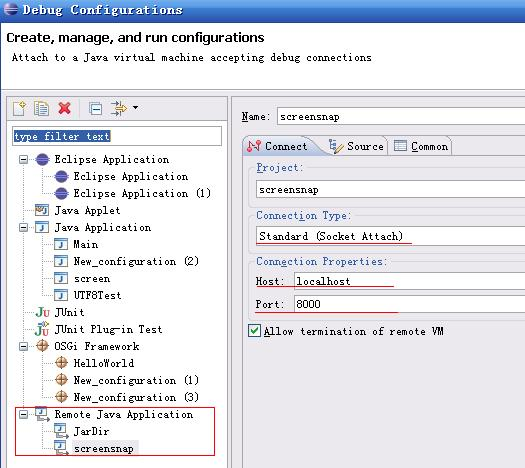 Debug Configurations
Create, manage, and run configurations
Attach to a Java virtual machine accepting debug connections
type filter text
Eclipse Application
Eclipse Application
Eclipse Application (1)
Java Applet
Java Application
Main
New_configuration (2)
screen
UTF8Test
JUnit
JUnit Plug-in Test
OSGi Framework
HelloWorld
New_configuration (1)
New_configuration (3)
Remote Java Application
JarDir
screensnap
Name: screensnap
Connect Source Common
Project:
screensnap
Connection Type:
Standard (Socket Attach)
Connection Properties:
Host: localhost
Port: 8000
Allow termination of remote VM